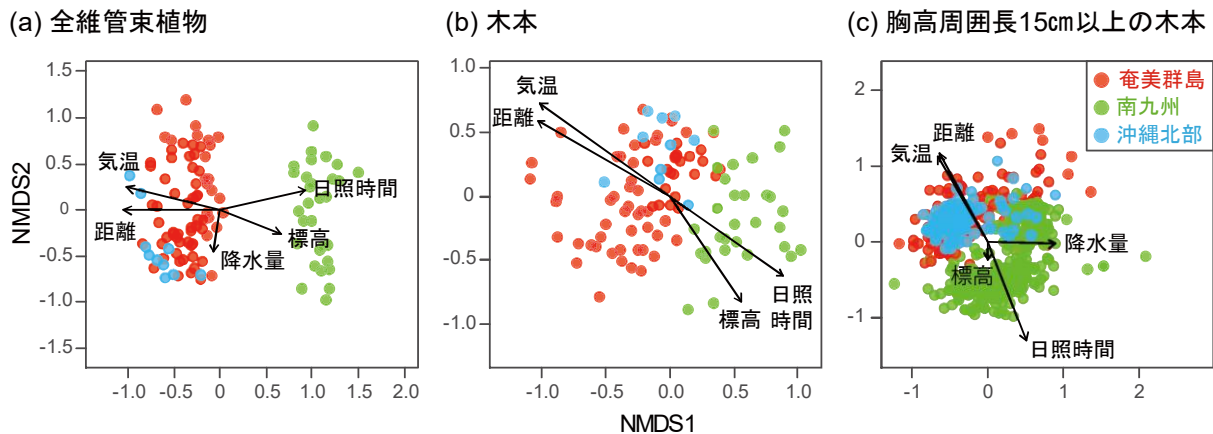 (a) 全維管束植物
(b) 木本
(c) 胸高周囲長15㎝以上の木本
NMDS2
1.5
1.0
0.5
0
-0.5
-1.0
-1.5
気温
距離
日照時間
標高
降水量
-1.0
-0.5
0
0.5
1.0
1.5
2.0
1.0
0.5
0
-0.5
-1.0
気温
距離
日照
標高 時間
-1.0
-0.5
0
0.5
1.0
NMDS1
奄美群島
南九州
沖縄北部
2
1
0
-1
距離
気温
降水量
標高
日照時間
-1
0
1
2